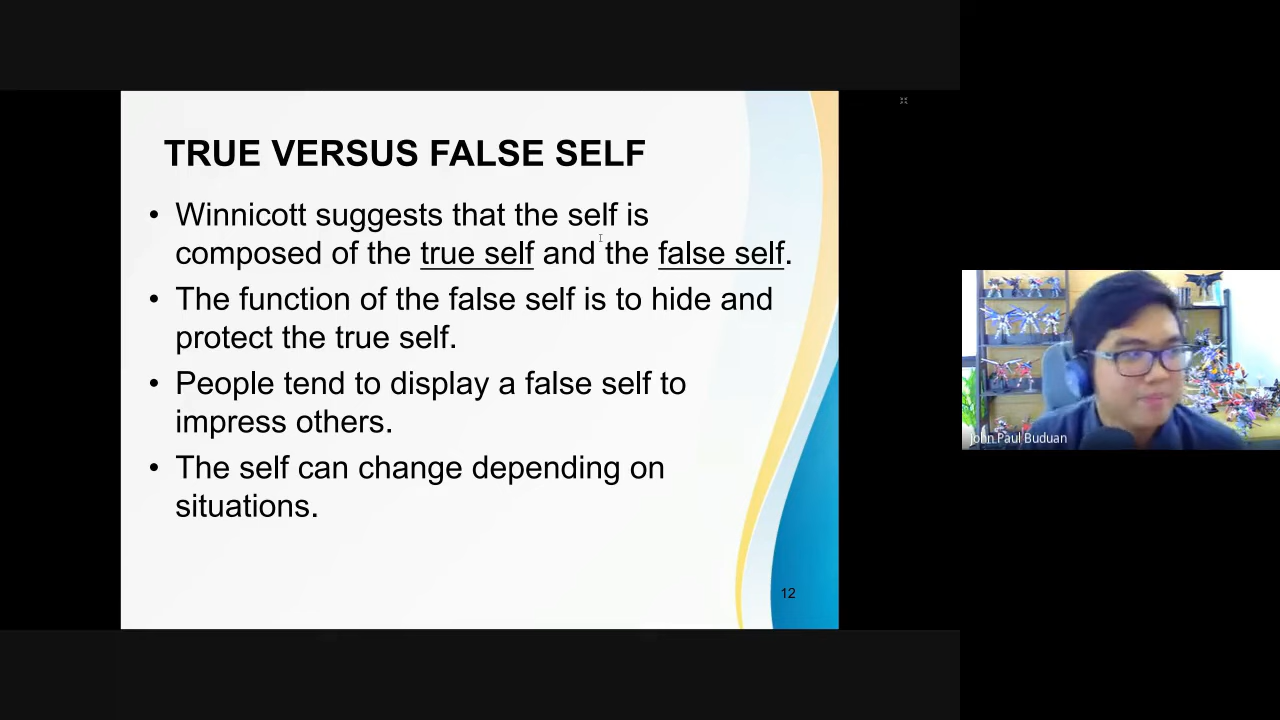 TRUE VERSUS FALSE SELF
• Winnicott suggests that the self is
composed of the true self and the false self.
• The function of the false self is to hide and
protect the true self.
• People tend to display a false self to
impress others.
• The self can change depending on
situations.
12
John Paul Buduan